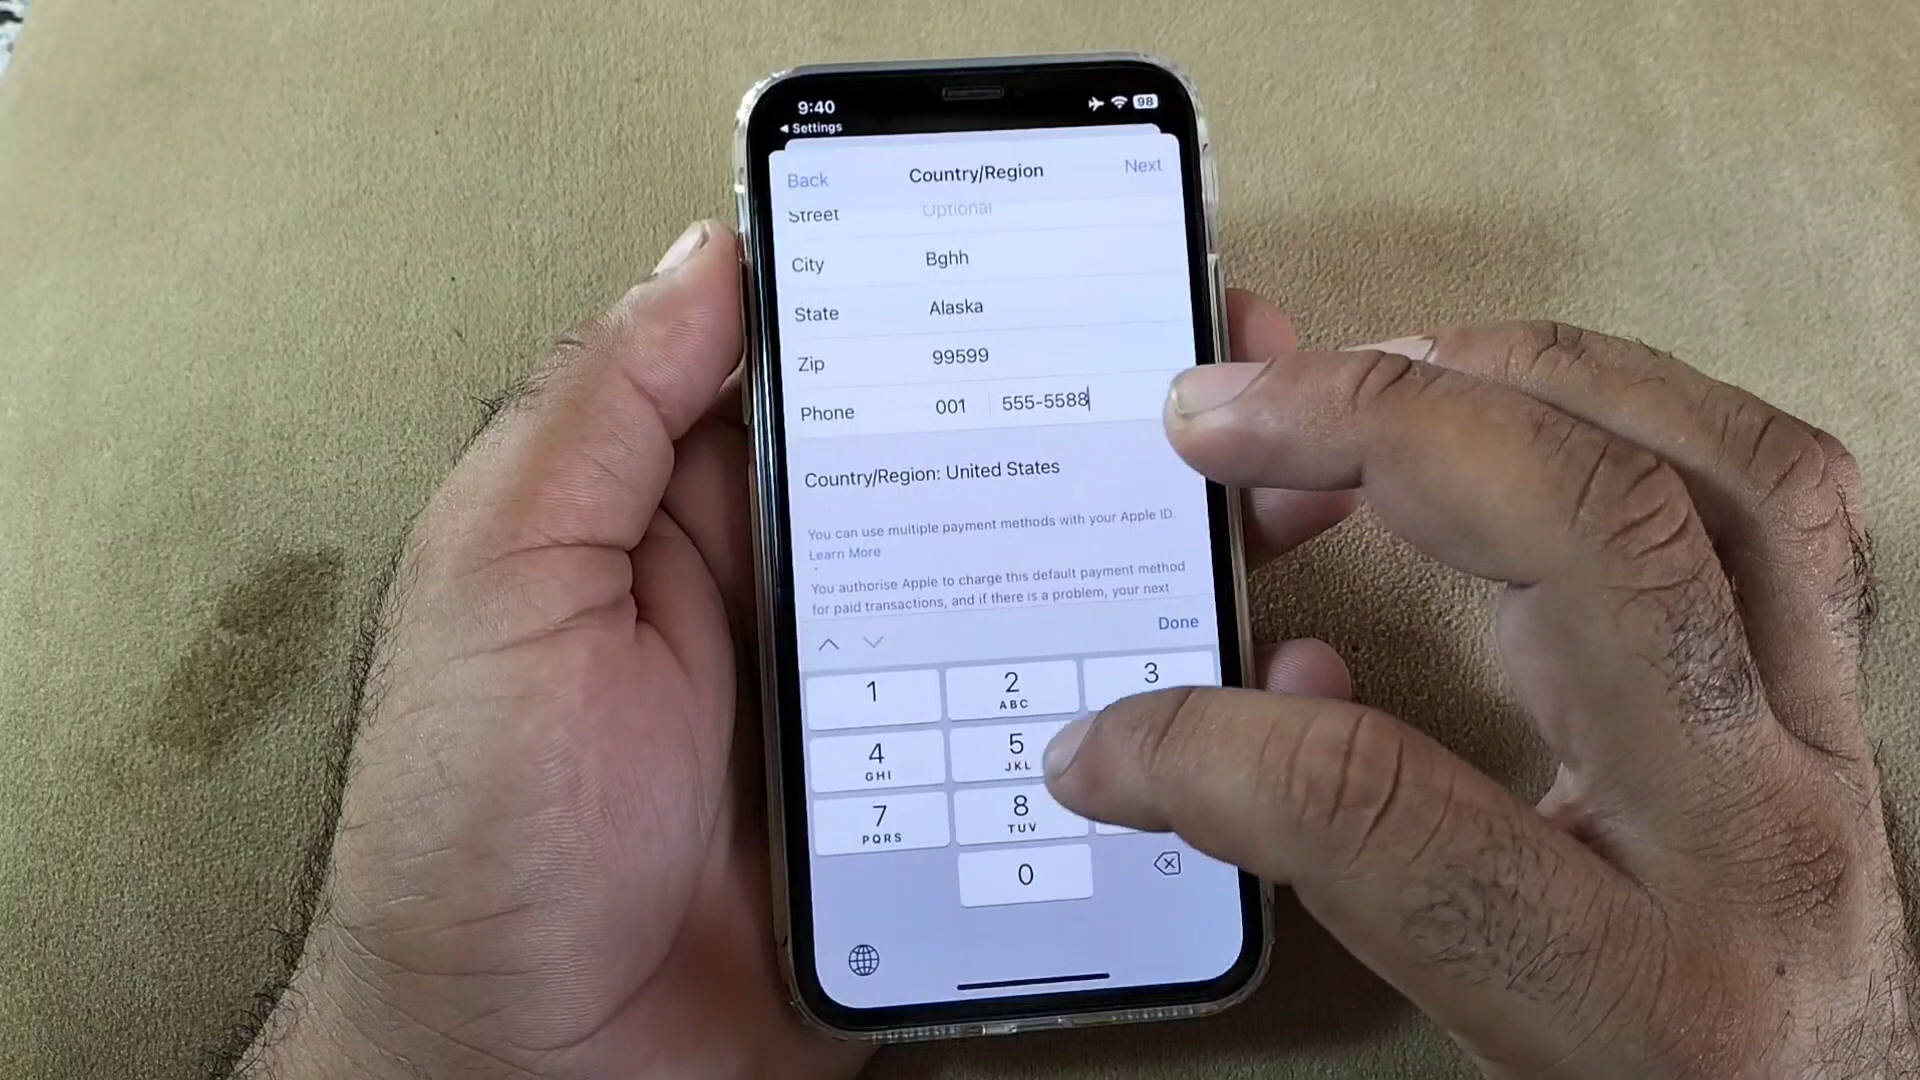 9:40
98
◀ Settings
Back
Country/Region
Next
Street Optional
City Bghh
State Alaska
Zip 99599
Phone 001 555-5588
Country/Region: United States
You can use multiple payment methods with your Apple ID.
Learn More
You authorise Apple to charge this default payment method
for paid transactions, and if there is a problem, your next
Done
1 2 3
ABC
4 5
GHI JKL
7 8
PQRS TUV
0